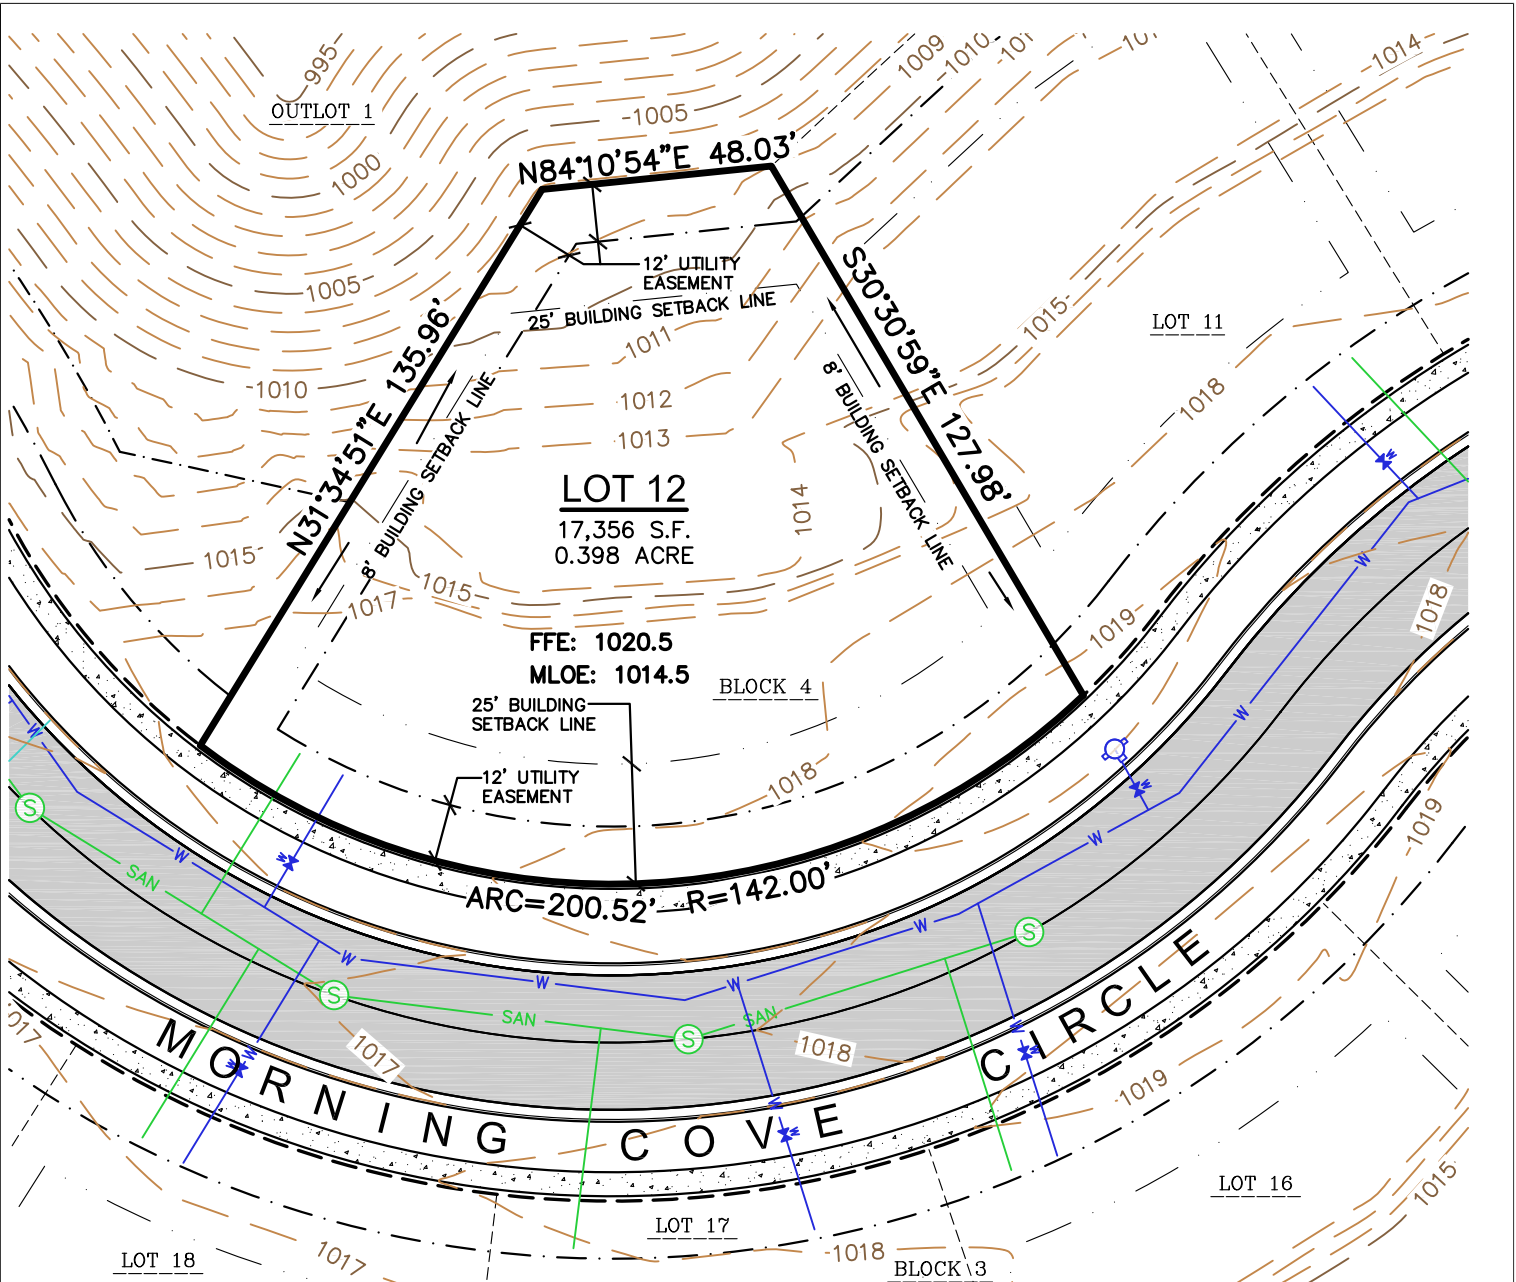 995
OUTLOT 1
1000
1005
-1005
1009
1010
1014
N84°10'54"E 48.03'
12' UTILITY
EASEMENT
25' BUILDING SETBACK LINE
N31°34'51"E 135.96'
S30°30'59"E 127.98'
8' BUILDING SETBACK LINE
8' BUILDING SETBACK LINE
1011
1012
1013
1014
-1010
1015-
1015-
1015-
1017
LOT 11
1018
1019
1018
LOT 12
17,356 S.F.
0.398 ACRE
FFE: 1020.5
MLOE: 1014.5
BLOCK 4
25' BUILDING
SETBACK LINE
12' UTILITY
EASEMENT
1018
ARC=200.52' R=142.00'
W
W
W
W
W
W
W
W
W
S
S
S
S
SAN
SAN
SAN
1017
1017
1018
1019
1019
MORNING COVE CIRCLE
LOT 16
LOT 17
LOT 18
BLOCK 3
1017
-1018
1015